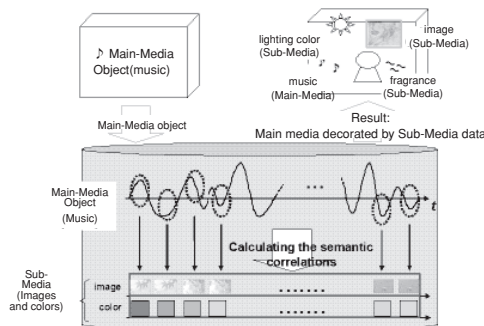 ♪ Main-Media
Object(music)
lighting color
(Sub-Media)
image
(Sub-Media)
music
(Main-Media)
fragrance
(Sub-Media)
Main-Media object
Result:
Main media decorated by Sub-Media data
Main-Media
Object
(Music)
t
Calculating the semantic
correlations
Sub-
Media
(Images
and colors)
image
color